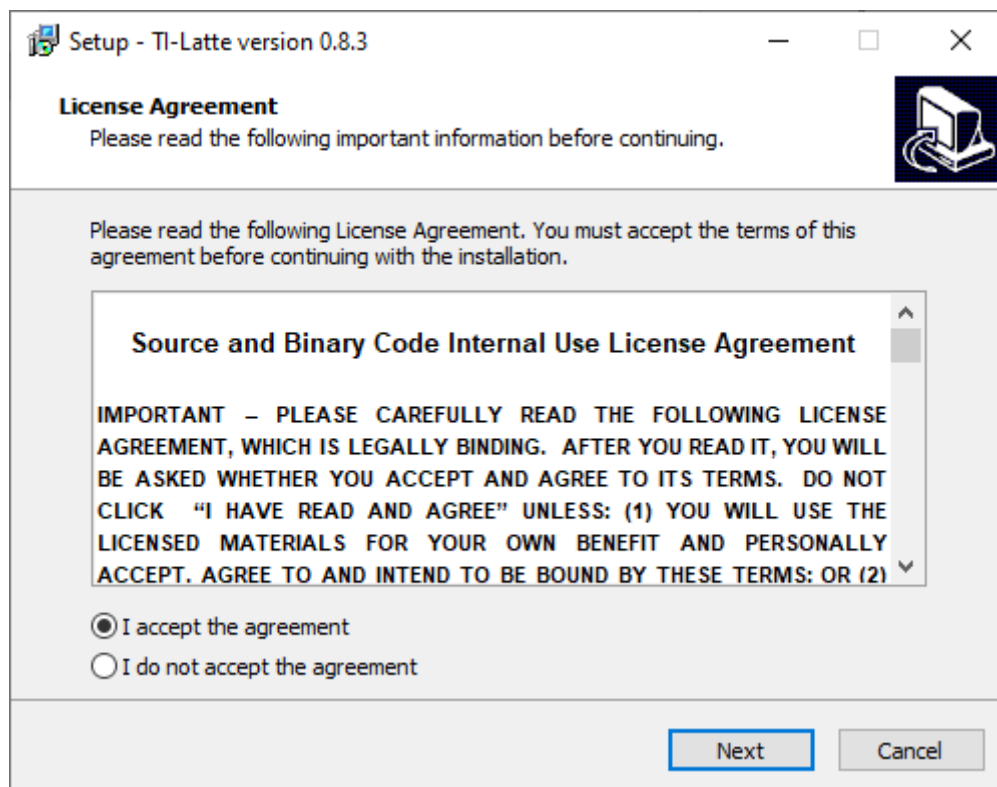 Setup - TI-Latte version 0.8.3
License Agreement
Please read the following important information before continuing.
Please read the following License Agreement. You must accept the terms of this
agreement before continuing with the installation.
Source and Binary Code Internal Use License Agreement
IMPORTANT – PLEASE CAREFULLY READ THE FOLLOWING LICENSE
AGREEMENT, WHICH IS LEGALLY BINDING. AFTER YOU READ IT, YOU WILL
BE ASKED WHETHER YOU ACCEPT AND AGREE TO ITS TERMS. DO NOT
CLICK “I HAVE READ AND AGREE” UNLESS: (1) YOU WILL USE THE
LICENSED MATERIALS FOR YOUR OWN BENEFIT AND PERSONALLY
ACCEPT, AGREE TO AND INTEND TO BE BOUND BY THESE TERMS; OR (2)
I accept the agreement
I do not accept the agreement
Next
Cancel